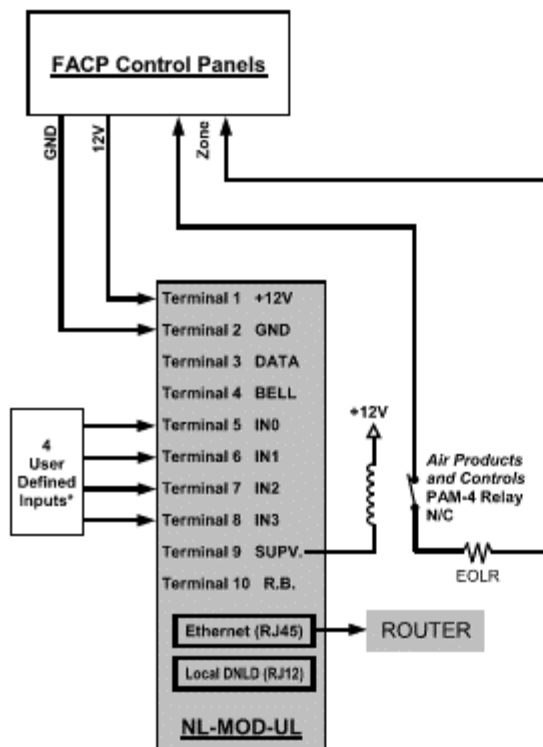 FACP Control Panels
GND
12V
Zone
Terminal 1 +12V
Terminal 2 GND
Terminal 3 DATA
Terminal 4 BELL
Terminal 5 IN0
Terminal 6 IN1
Terminal 7 IN2
Terminal 8 IN3
Terminal 9 SUPV.
Terminal 10 R.B.
4
User
Defined
Inputs*
+12V
Air Products
and Controls
PAM-4 Relay
N/C
EOLR
Ethernet (RJ45)
ROUTER
Local DNLD (RJ12)
NL-MOD-UL